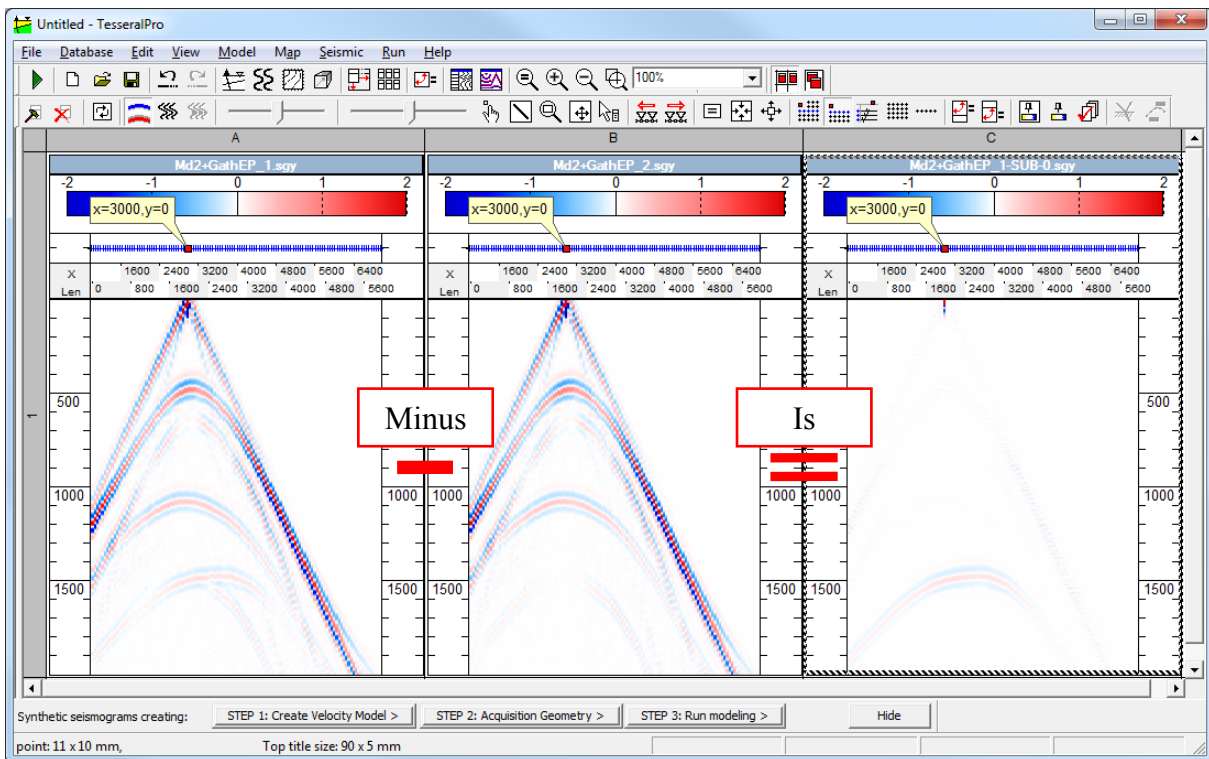 Untitled - TesseralPro
File Database Edit View Model Map Seismic Run Help
100%
A B C
Md2+GathEP_1.sgy Md2+GathEP_2.sgy Md2+GathEP_1-SUB-0.sgy
-2 -1 0 1 2 -2 -1 0 1 2 -2 -1 0 1 2
x=3000,y=0 x=3000,y=0 x=3000,y=0
X 1600 2400 3200 4000 4800 5600 6400 X 1600 2400 3200 4000 4800 5600 6400 X 1600 2400 3200 4000 4800 5600 6400
Len 0 800 1600 2400 3200 4000 4800 5600 Len 0 800 1600 2400 3200 4000 4800 5600 Len 0 800 1600 2400 3200 4000 4800 5600
500 500
1 Minus Is
1000 1000 1000 1000 1000 1000
1500 1500 1500 1500 1500 1500
Synthetic seismograms creating: STEP 1: Create Velocity Model > STEP 2: Acquisition Geometry > STEP 3: Run modeling > Hide
point: 11 x 10 mm, Top title size: 90 x 5 mm